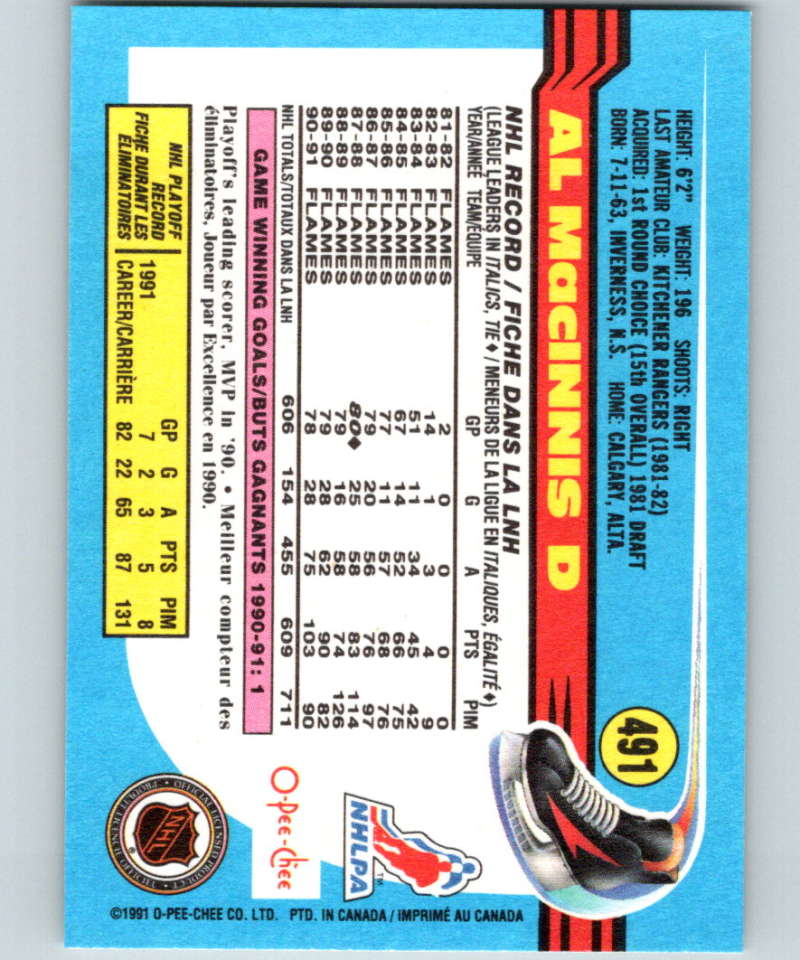 HEIGHT: 6'2" WEIGHT: 196 SHOOTS: RIGHT
LAST AMATEUR CLUB: KITCHENER RANGERS (1981-82)
ACQUIRED: 1st ROUND CHOICE (15th OVERALL) 1981 DRAFT
BORN: 7-11-63, INVERNESS, N.S. HOME: CALGARY, ALTA.
491
AL MacINNIS D
NHL RECORD / FICHE DANS LA LNH
(LEAGUE LEADERS IN ITALICS, TIE ♦ / MENEURS DE LA LIGUE EN ITALIQUES, ÉGALITÉ ♦)
YEAR/ANNÉE TEAM/EQUIPE GP G A PTS PIM
81-82 FLAMES 2 0 0 0 0
82-83 FLAMES 14 1 3 4 9
83-84 FLAMES 51 11 34 45 42
84-85 FLAMES 67 14 52 66 75
85-86 FLAMES 77 11 57 68 76
86-87 FLAMES 79 20 56 76 97
87-88 FLAMES 80♦ 25 58 83 114
88-89 FLAMES 79 16 58 74 126
89-90 FLAMES 79 28 62 90 82
90-91 FLAMES 78 28 75 103 90
NHL TOTALS/TOTAUX DANS LA LNH 606 154 455 609 711
GAME WINNING GOALS/BUTS GAGNANTS 1990-91: 1
Playoff's leading scorer, MVP in '90. • Meilleur compteur des
éliminatoires, Joueur par Excellence en 1990.
NHL PLAYOFF RECORD
FICHE DURANT LES ÉLIMINATOIRES
GP G A PTS PIM
1991 7 2 3 5 8
CAREER/CARRIÈRE 82 22 65 87 131
NHLPA
TM
O-Pee-Chee
OFFICIAL LICENSED PRODUCT
NHL
®
PRODUIT LICENCIÉ OFFICIEL
©1991 O-PEE-CHEE CO. LTD. PTD. IN CANADA / IMPRIMÉ AU CANADA